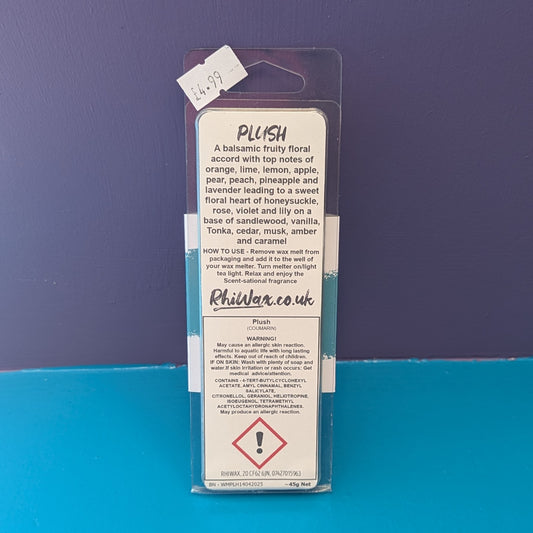 £4.99
PLUSH
A balsamic fruity floral
accord with top notes of
orange, lime, lemon, apple,
pear, peach, pineapple and
lavender leading to a sweet
floral heart of honeysuckle,
rose, violet and lily on a
base of sandlewood, vanilla,
Tonka, cedar, musk, amber
and caramel
HOW TO USE - Remove wax melt from
packaging and add it to the well of
your wax melter. Turn melter on/light
tea light. Relax and enjoy the
Scent-sational fragrance
RhiWax.co.uk
Plush
(COUMARIN)
WARNING!
May cause an allergic skin reaction.
Harmful to aquatic life with long lasting
effects. Keep out of reach of children.
IF ON SKIN: Wash with plenty of soap and
water.If skin irritation or rash occurs: Get
medical advice/attention.
CONTAINS - 4-TERT-BUTYLCYCLOHEXYL
ACETATE, AMYL CINNAMAL, BENZYL
SALICYLATE,
CITRONELLOL, GERANIOL, HELIOTROPINE,
ISOEUGENOL, TETRAMETHYL
ACETYLOCTAHYDRONAPHTHALENES.
May produce an allergic reaction.
RHIWAX, 20 CF62 6JN, 07427015963
BN - WMPLH14042025
~45g Net